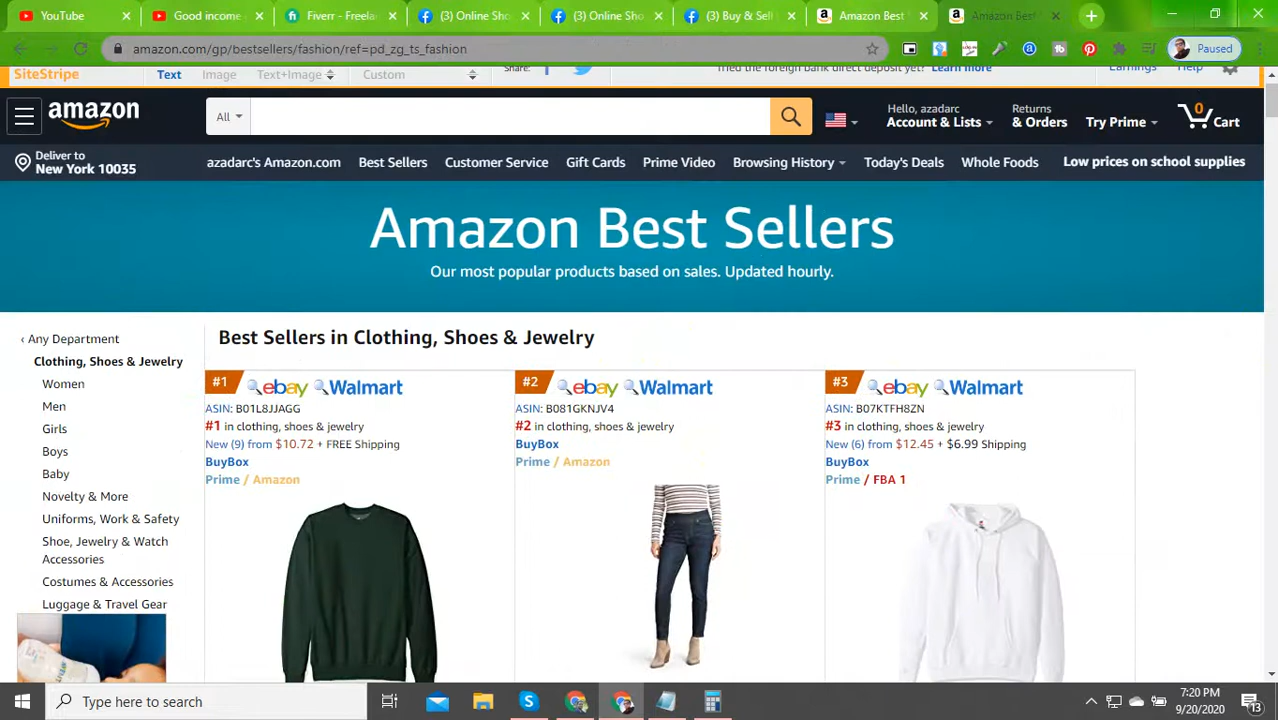 YouTube
Good income
Fiverr - Freela
(3) Online Sho
(3) Online Sho
(3) Buy & Sell
Amazon Best
Amazon Best
amazon.com/gp/bestsellers/fashion/ref=pd_zg_ts_fashion
Paused
SiteStripe Text Image Text+Image Custom Share: Tried the foreign bank direct deposit yet? Learn more Earnings Help
amazon All 0
Hello, azadarc
Account & Lists
Returns
& Orders
Try Prime
Cart
Deliver to
New York 10035
azadarc's Amazon.com Best Sellers Customer Service Gift Cards Prime Video Browsing History Today's Deals Whole Foods Low prices on school supplies
Amazon Best Sellers
Our most popular products based on sales. Updated hourly.
‹ Any Department
Clothing, Shoes & Jewelry
Women
Men
Girls
Boys
Baby
Novelty & More
Uniforms, Work & Safety
Shoe, Jewelry & Watch
Accessories
Costumes & Accessories
Luggage & Travel Gear
Best Sellers in Clothing, Shoes & Jewelry
#1 ebay Walmart
ASIN: B01L8JJAGG
#1 in clothing, shoes & jewelry
New (9) from $10.72 + FREE Shipping
BuyBox
Prime / Amazon
#2 ebay Walmart
ASIN: B081GKNJV4
#2 in clothing, shoes & jewelry
BuyBox
Prime / Amazon
#3 ebay Walmart
ASIN: B07KTFH8ZN
#3 in clothing, shoes & jewelry
New (6) from $12.45 + $6.99 Shipping
BuyBox
Prime / FBA 1
Type here to search
7:20 PM
9/20/2020
13